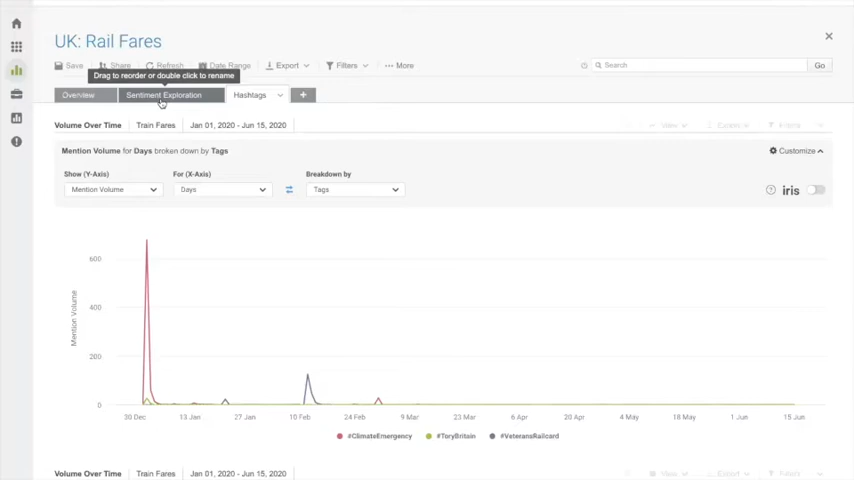 UK: Rail Fares
Save Share Refresh Date Range Export Filters More Search Go
Drag to reorder or double click to rename
Overview Sentiment Exploration Hashtags +
Volume Over Time Train Fares Jan 01, 2020 - Jun 15, 2020 View Filters
Mention Volume for Days broken down by Tags Customize
Show (Y-Axis) For (X-Axis) Breakdown by
Mention Volume Days Tags ? iris
600
400
200
0
Mention Volume
30 Dec 13 Jan 27 Jan 10 Feb 24 Feb 9 Mar 23 Mar 6 Apr 20 Apr 4 May 18 May 1 Jun 15 Jun
#ClimateEmergency #ToryBritain #VeteransRailcard
Volume Over Time Train Fares Jan 01, 2020 - Jun 15, 2020 View Export Filters